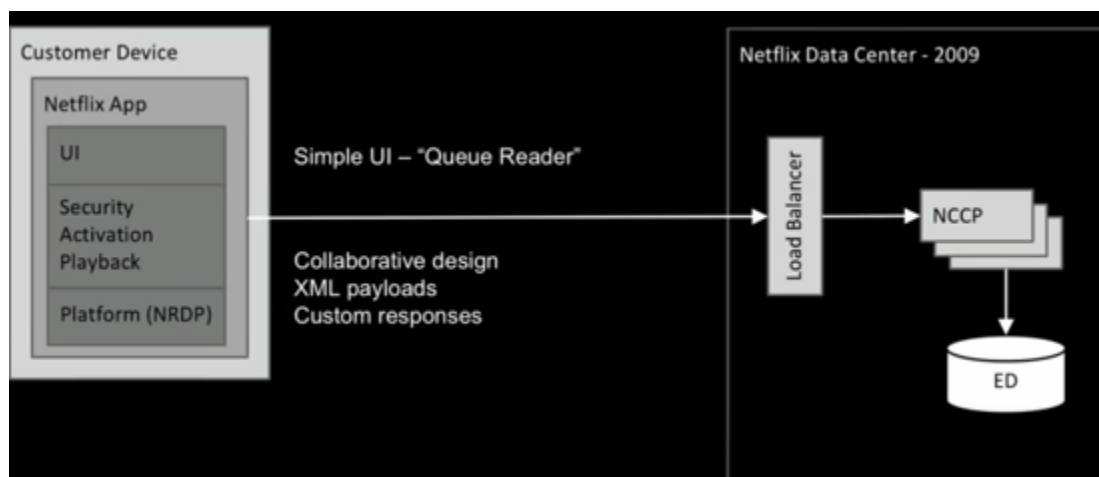 Customer Device
Netflix App
UI
Security
Activation
Playback
Platform (NRDP)
Simple UI – “Queue Reader”
Collaborative design
XML payloads
Custom responses
Netflix Data Center - 2009
Load Balancer
NCCP
ED